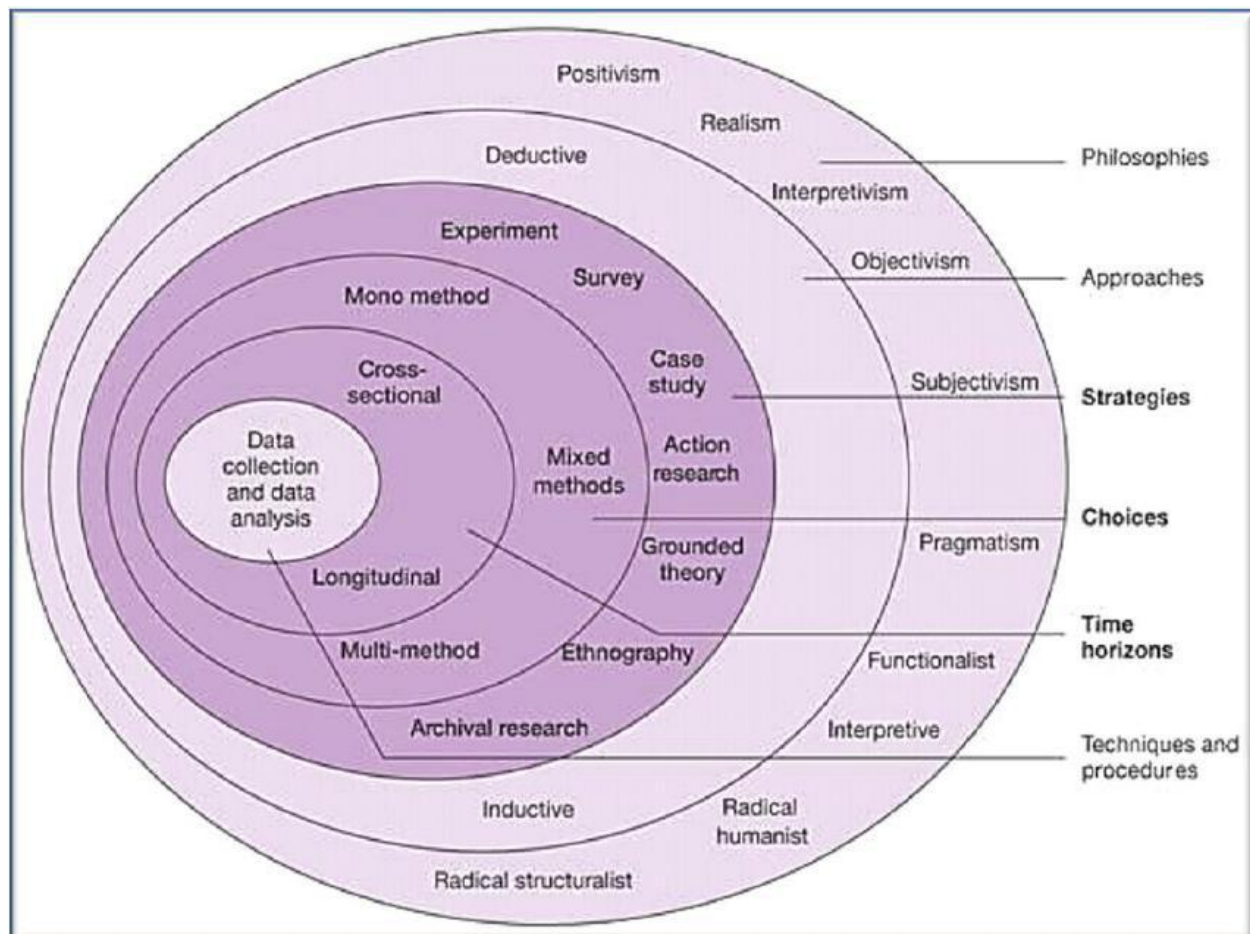 Positivism
Realism
Philosophies
Deductive
Interpretivism
Experiment
Objectivism
Survey
Approaches
Mono method
Case
study
Cross-
sectional
Subjectivism
Strategies
Data
collection
and data
analysis
Mixed
methods
Action
research
Choices
Pragmatism
Grounded
theory
Longitudinal
Time
horizons
Multi-method
Ethnography
Functionalist
Archival research
Interpretive
Techniques and
procedures
Inductive
Radical
humanist
Radical structuralist